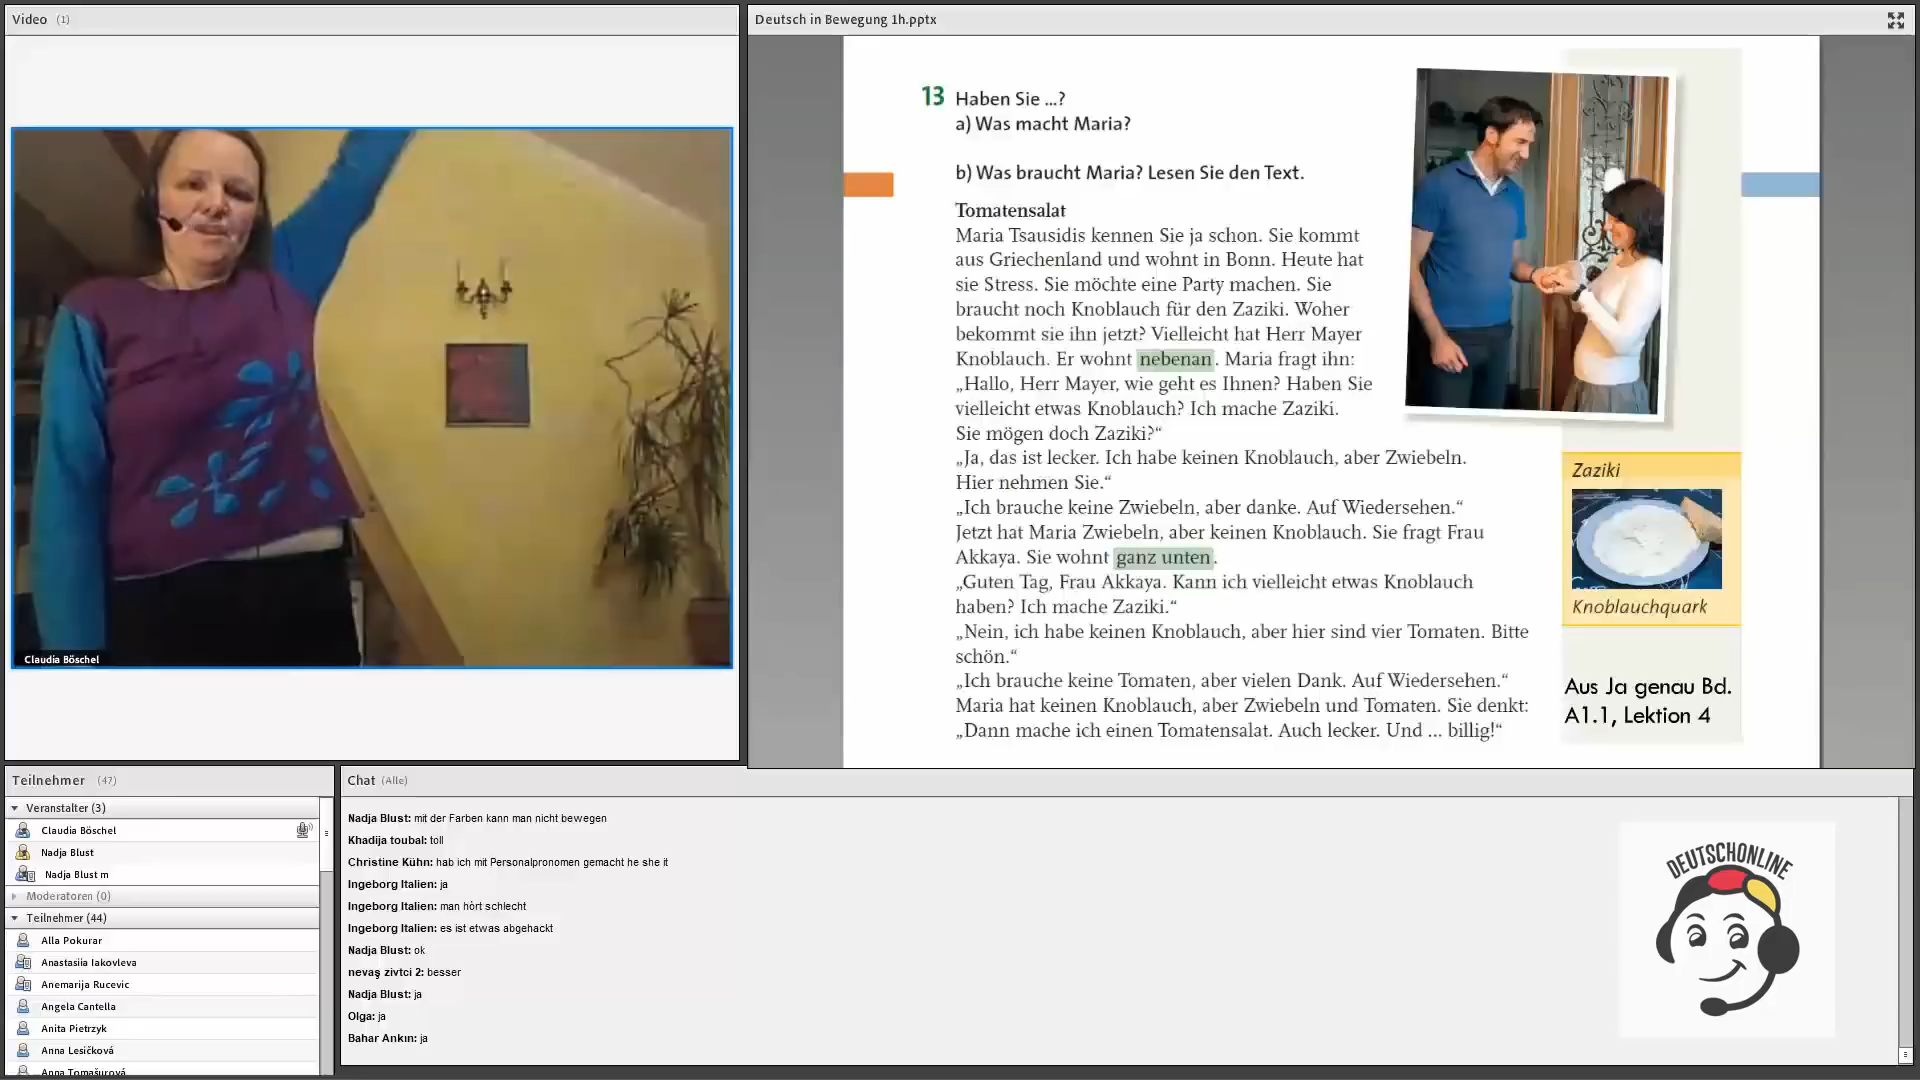 Video (1)
Claudia Böschel
Deutsch in Bewegung 1h.pptx
13 Haben Sie ...?
a) Was macht Maria?
b) Was braucht Maria? Lesen Sie den Text.
Tomatensalat
Maria Tsausidis kennen Sie ja schon. Sie kommt
aus Griechenland und wohnt in Bonn. Heute hat
sie Stress. Sie möchte eine Party machen. Sie
braucht noch Knoblauch für den Zaziki. Woher
bekommt sie ihn jetzt? Vielleicht hat Herr Mayer
Knoblauch. Er wohnt nebenan. Maria fragt ihn:
„Hallo, Herr Mayer, wie geht es Ihnen? Haben Sie
vielleicht etwas Knoblauch? Ich mache Zaziki.
Sie mögen doch Zaziki?“
„Ja, das ist lecker. Ich habe keinen Knoblauch, aber Zwiebeln.
Hier nehmen Sie.“
„Ich brauche keine Zwiebeln, aber danke. Auf Wiedersehen.“
Jetzt hat Maria Zwiebeln, aber keinen Knoblauch. Sie fragt Frau
Akkaya. Sie wohnt ganz unten.
„Guten Tag, Frau Akkaya. Kann ich vielleicht etwas Knoblauch
haben? Ich mache Zaziki.“
„Nein, ich habe keinen Knoblauch, aber hier sind vier Tomaten. Bitte
schön.“
„Ich brauche keine Tomaten, aber vielen Dank. Auf Wiedersehen.“
Maria hat keinen Knoblauch, aber Zwiebeln und Tomaten. Sie denkt:
„Dann mache ich einen Tomatensalat. Auch lecker. Und ... billig!“
Zaziki
Knoblauchquark
Aus Ja genau Bd.
A1.1, Lektion 4
Teilnehmer (47)
Veranstalter (3)
Claudia Böschel
Nadja Blust
Nadja Blust m
Moderatoren (0)
Teilnehmer (44)
Alla Pokurar
Anastasiia Iakovleva
Anemarija Rucevic
Angela Cantella
Anita Pietrzyk
Anna Lesičková
Anna Tomašurová
Chat (Alle)
Nadja Blust: mit der Farben kann man nicht bewegen
Khadija toubal: toll
Christine Kühn: hab ich mit Personalpronomen gemacht he she it
Ingeborg Italien: ja
Ingeborg Italien: man hòrt schlecht
Ingeborg Italien: es ist etwas abgehackt
Nadja Blust: ok
nevaş zivtci 2: besser
Nadja Blust: ja
Olga: ja
Bahar Ankın: ja
DEUTSCHONLINE